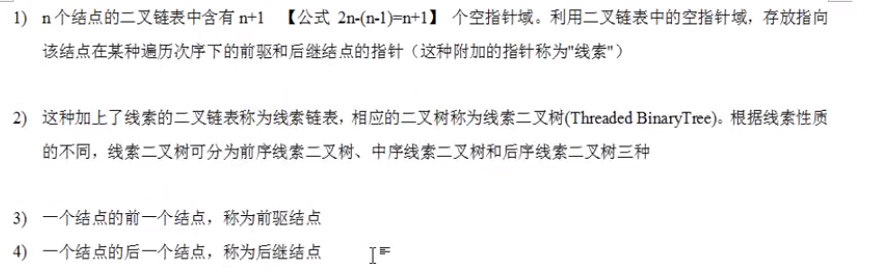 1) n个结点的二叉链表中含有 n+1 【公式 2n-(n-1)=n+1】 个空指针域。利用二叉链表中的空指针域，存放指向
该结点在某种遍历次序下的前驱和后继结点的指针（这种附加的指针称为"线索"）
2) 这种加上了线索的二叉链表称为线索链表，相应的二叉树称为线索二叉树(Threaded BinaryTree)。根据线索性质
的不同，线索二叉树可分为前序线索二叉树、中序线索二叉树和后序线索二叉树三种
3) 一个结点的前一个结点，称为前驱结点
4) 一个结点的后一个结点，称为后继结点